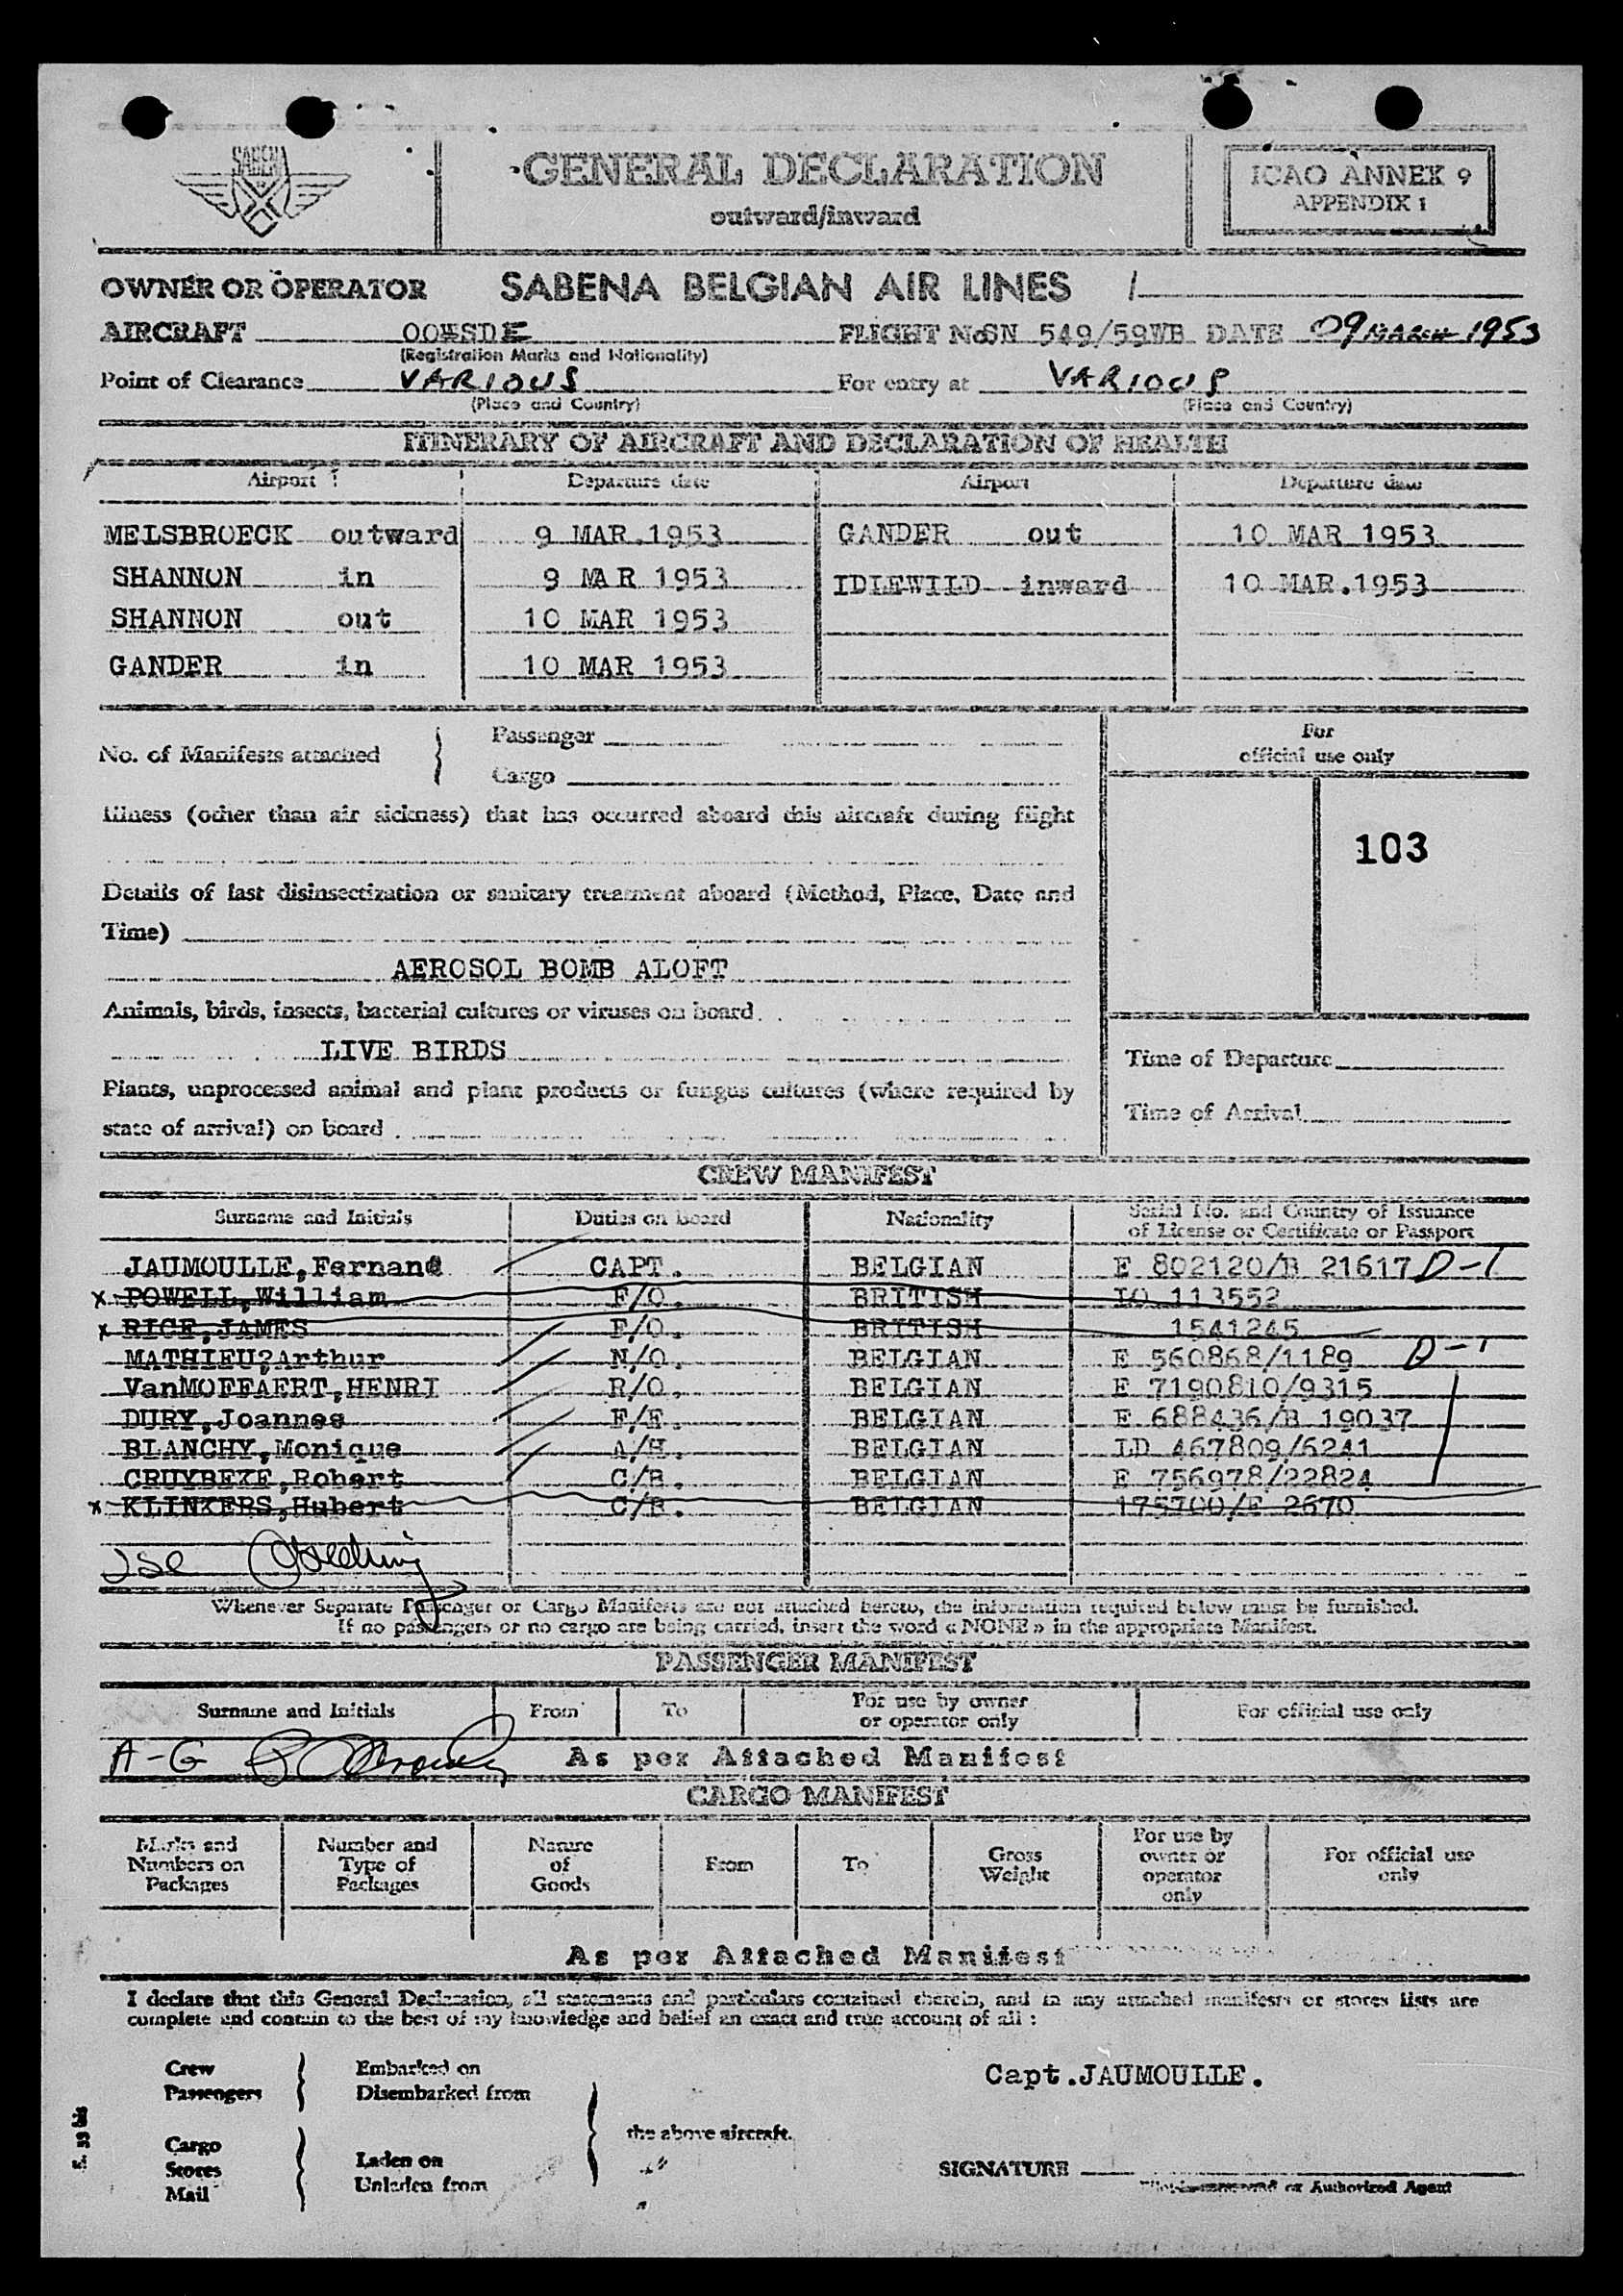 SABENA
GENERAL DECLARATION
outward/inward
ICAO ANNEX 9
APPENDIX 1
OWNER OR OPERATOR SABENA BELGIAN AIR LINES
AIRCRAFT OO-SDE FLIGHT No SN 549/59WB DATE 09 MARCH 1953
(Registration Marks and Nationality)
Point of Clearance VARIOUS For entry at VARIOUS
(Place and Country) (Place and Country)
ITINERARY OF AIRCRAFT AND DECLARATION OF HEALTH
Airport Departure date Airport Departure date
MELSBROECK outward 9 MAR.1953 GANDER out 10 MAR 1953
SHANNON in 9 MAR 1953 IDLEWILD inward 10 MAR.1953
SHANNON out 10 MAR 1953
GANDER in 10 MAR 1953
No. of Manifests attached Passenger
Cargo
For
official use only
Illness (other than air sickness) that has occurred aboard this aircraft during flight
103
Details of last disinsectization or sanitary treatment aboard (Method, Place, Date and
Time)
AEROSOL BOMB ALOFT
Animals, birds, insects, bacterial cultures or viruses on board
LIVE BIRDS
Time of Departure
Plants, unprocessed animal and plant products or fungus cultures (where required by
state of arrival) on board
Time of Arrival
CREW MANIFEST
Surname and Initials Duties on board Nationality Serial No. and Country of Issuance
of License or Certificate or Passport
JAUMOULLE,Fernand CAPT. BELGIAN E 802120/B 21617 D-1
x POWELL,William F/O. BRITISH IO 113552
x RICE,JAMES F/O. BRITISH 1541245
MATHIEU?Arthur N/O. BELGIAN E 560868/1189 D-1
VanMOFFAERT,HENRI R/O. BELGIAN E 7190810/9315
DURY,Joannes F/E. BELGIAN E 688436/B 19037
BLANCHY,Monique A/H. BELGIAN ID 467809/6241
CRUYBEKE,Robert C/B. BELGIAN E 756978/22824
x KLINKERS,Hubert C/B. BELGIAN 175700/E 2670
Whenever Separate Passenger or Cargo Manifests are not attached hereto, the information required below must be furnished.
If no passengers or no cargo are being carried, insert the word « NONE » in the appropriate Manifest.
PASSENGER MANIFEST
Surname and Initials From To For use by owner
or operator only For official use only
A-G As per Attached Manifest
CARGO MANIFEST
Marks and
Numbers on
Packages
Number and
Type of
Packages
Nature
of
Goods
From
To
Gross
Weight
For use by
owner or
operator
only
For official use
only
As per Attached Manifest
I declare that this General Declaration, all statements and particulars contained therein, and in any attached manifests or stores lists are
complete and contain to the best of my knowledge and belief an exact and true account of all :
Crew
Passengers
Embarked on
Disembarked from
Capt.JAUMOULLE.
the above aircraft.
Cargo
Stores
Mail
Laden on
Unladen from
SIGNATURE
or Authorized Agent